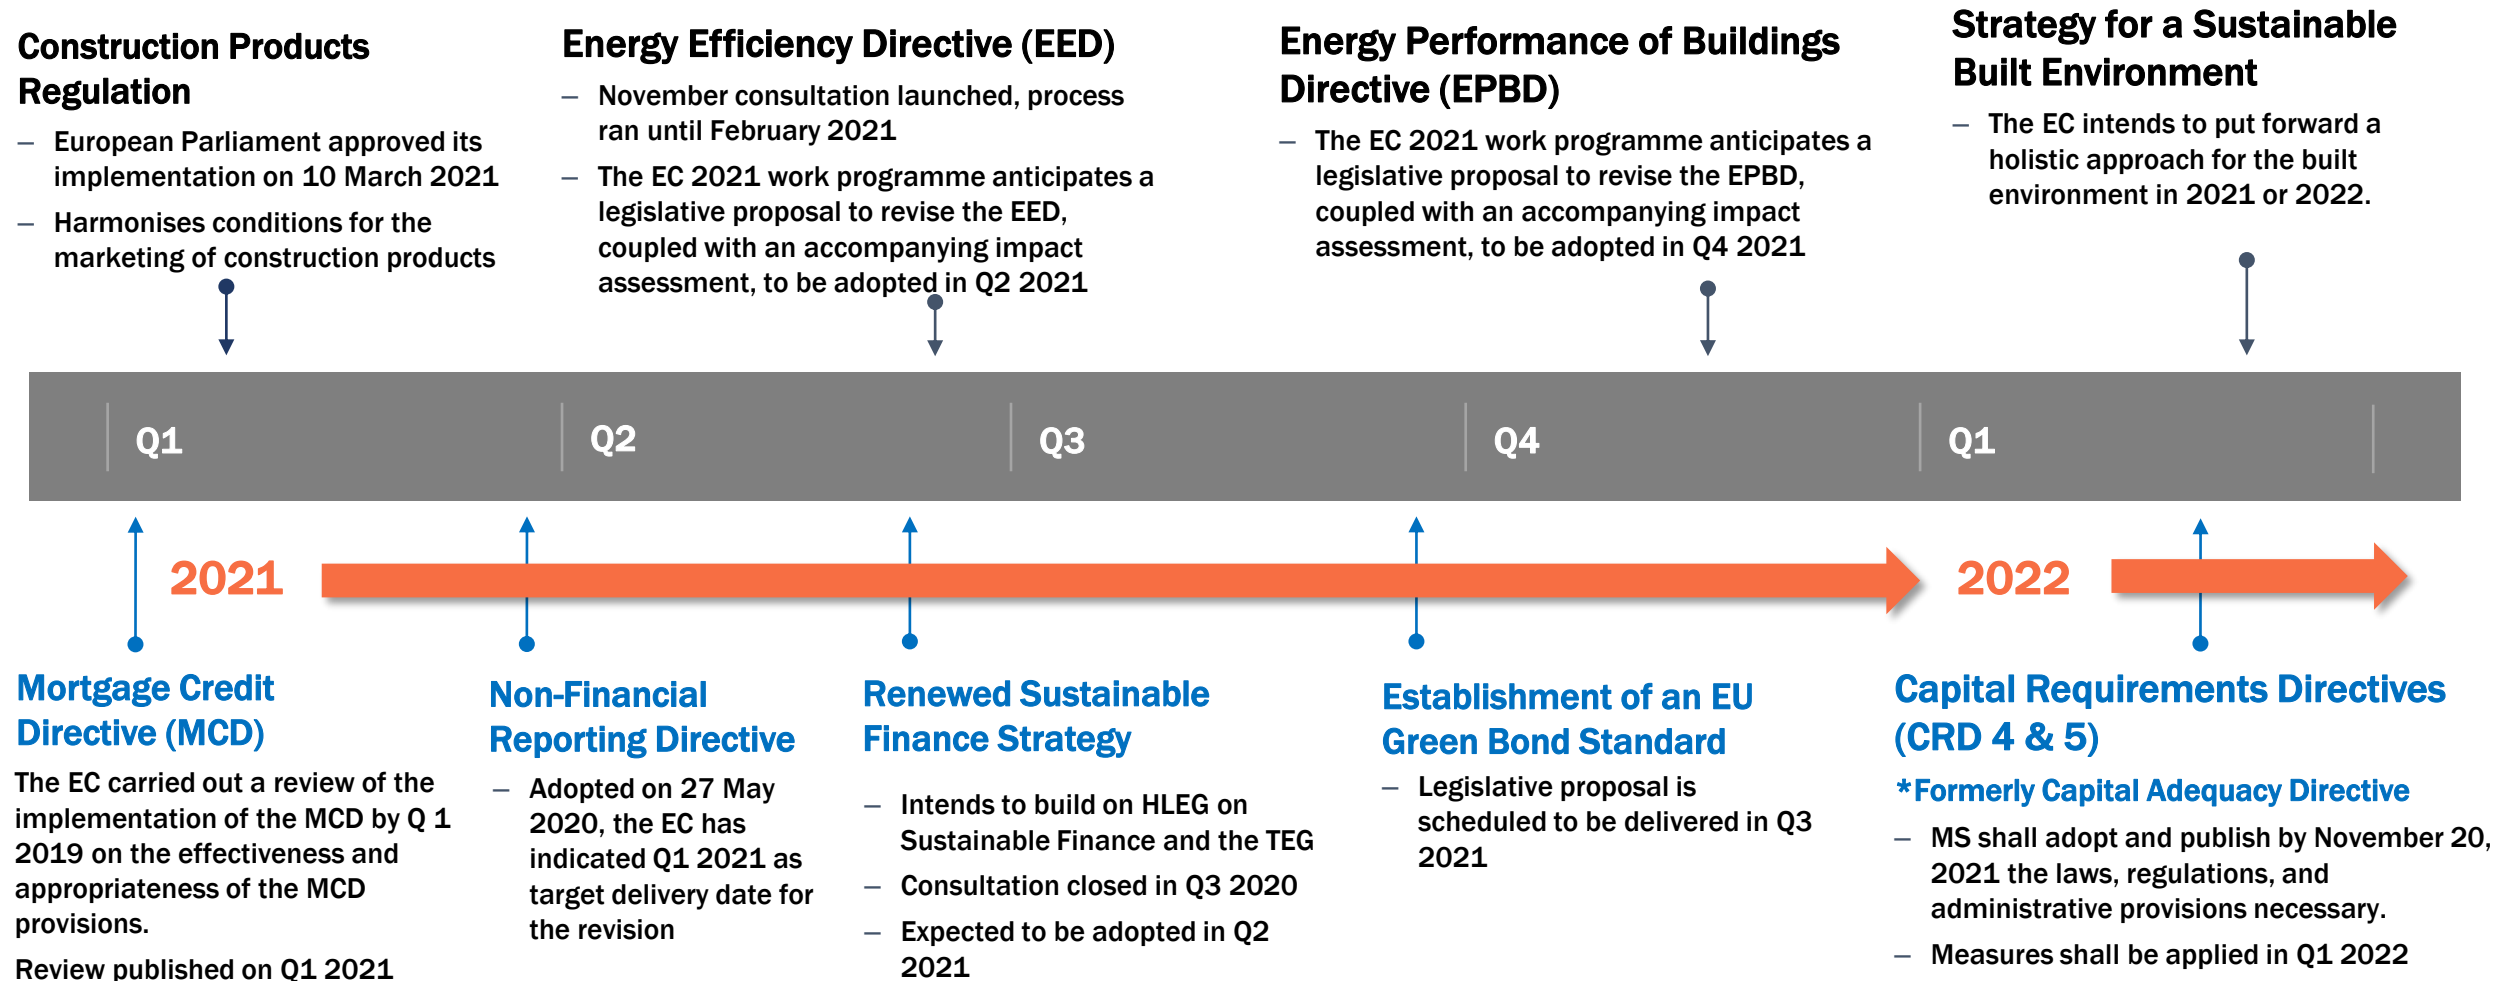 Construction Products
Regulation
– European Parliament approved its
implementation on 10 March 2021
– Harmonises conditions for the
marketing of construction products
Energy Efficiency Directive (EED)
– November consultation launched, process
ran until February 2021
– The EC 2021 work programme anticipates a
legislative proposal to revise the EED,
coupled with an accompanying impact
assessment, to be adopted in Q2 2021
Energy Performance of Buildings
Directive (EPBD)
– The EC 2021 work programme anticipates a
legislative proposal to revise the EPBD,
coupled with an accompanying impact
assessment, to be adopted in Q4 2021
Strategy for a Sustainable
Built Environment
– The EC intends to put forward a
holistic approach for the built
environment in 2021 or 2022.
Q1
Q2
Q3
Q4
Q1
2021
2022
Mortgage Credit
Directive (MCD)
The EC carried out a review of the
implementation of the MCD by Q 1
2019 on the effectiveness and
appropriateness of the MCD
provisions.
Review published on Q1 2021
Non-Financial
Reporting Directive
– Adopted on 27 May
2020, the EC has
indicated Q1 2021 as
target delivery date for
the revision
Renewed Sustainable
Finance Strategy
– Intends to build on HLEG on
Sustainable Finance and the TEG
– Consultation closed in Q3 2020
– Expected to be adopted in Q2
2021
Establishment of an EU
Green Bond Standard
– Legislative proposal is
scheduled to be delivered in Q3
2021
Capital Requirements Directives
(CRD 4 & 5)
*Formerly Capital Adequacy Directive
– MS shall adopt and publish by November 20,
2021 the laws, regulations, and
administrative provisions necessary.
– Measures shall be applied in Q1 2022